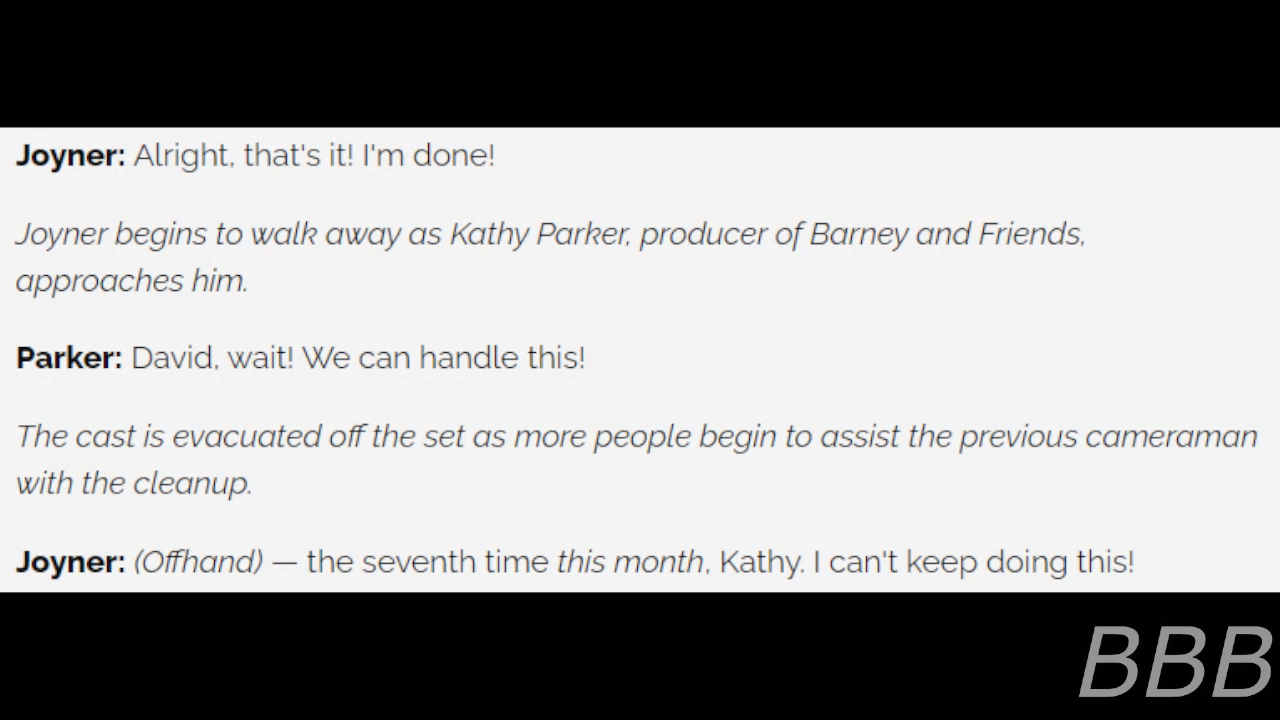 Joyner: Alright, that's it! I'm done!
Joyner begins to walk away as Kathy Parker, producer of Barney and Friends,
approaches him.
Parker: David, wait! We can handle this!
The cast is evacuated off the set as more people begin to assist the previous cameraman
with the cleanup.
Joyner: (Offhand) — the seventh time this month, Kathy. I can't keep doing this!
BBB